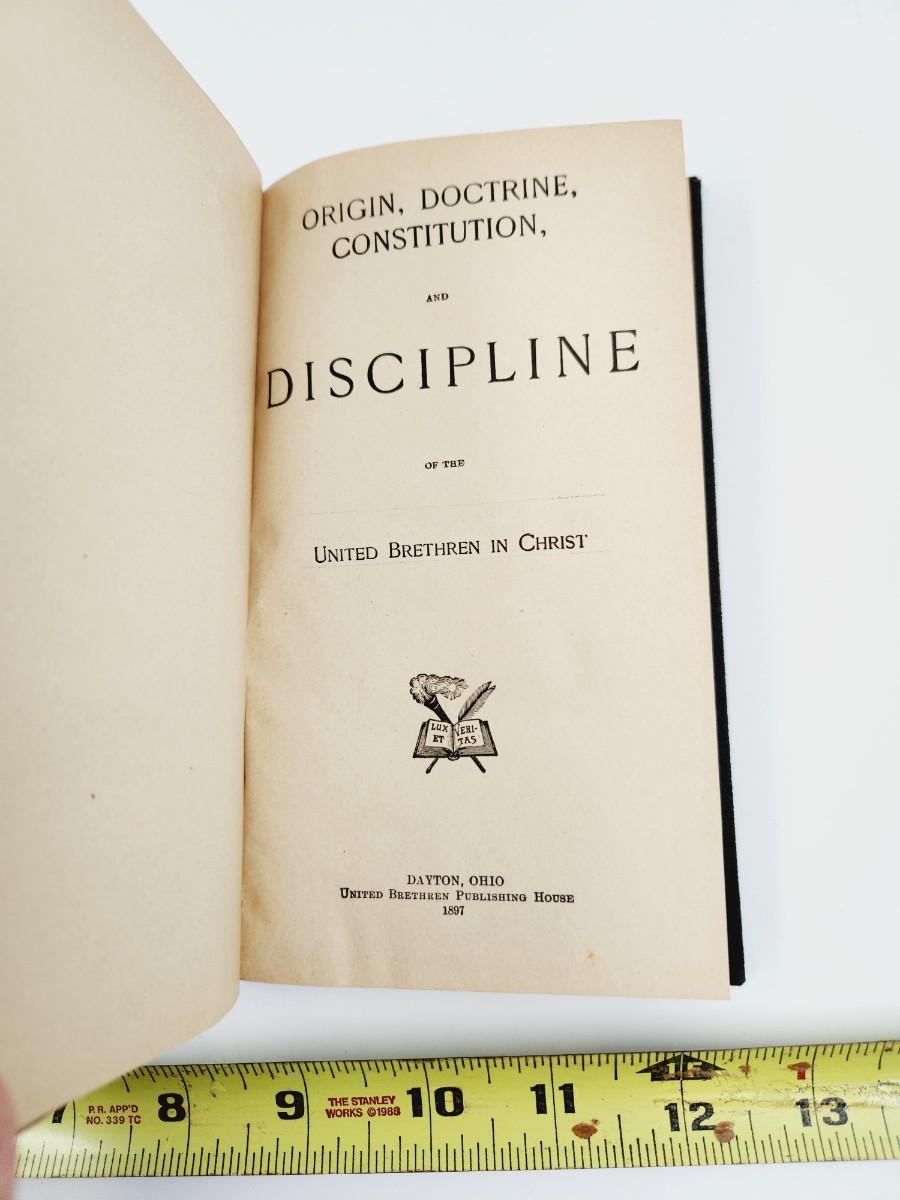 ORIGIN, DOCTRINE,
CONSTITUTION,
AND
DISCIPLINE
OF THE
UNITED BRETHREN IN CHRIST
LUX VERI-
ET TAS
DAYTON, OHIO
UNITED BRETHREN PUBLISHING HOUSE
1897
7 P.R. APP'D 8 9 THE STANLEY 10 11 12 13
NO. 339 TC WORKS ©1988